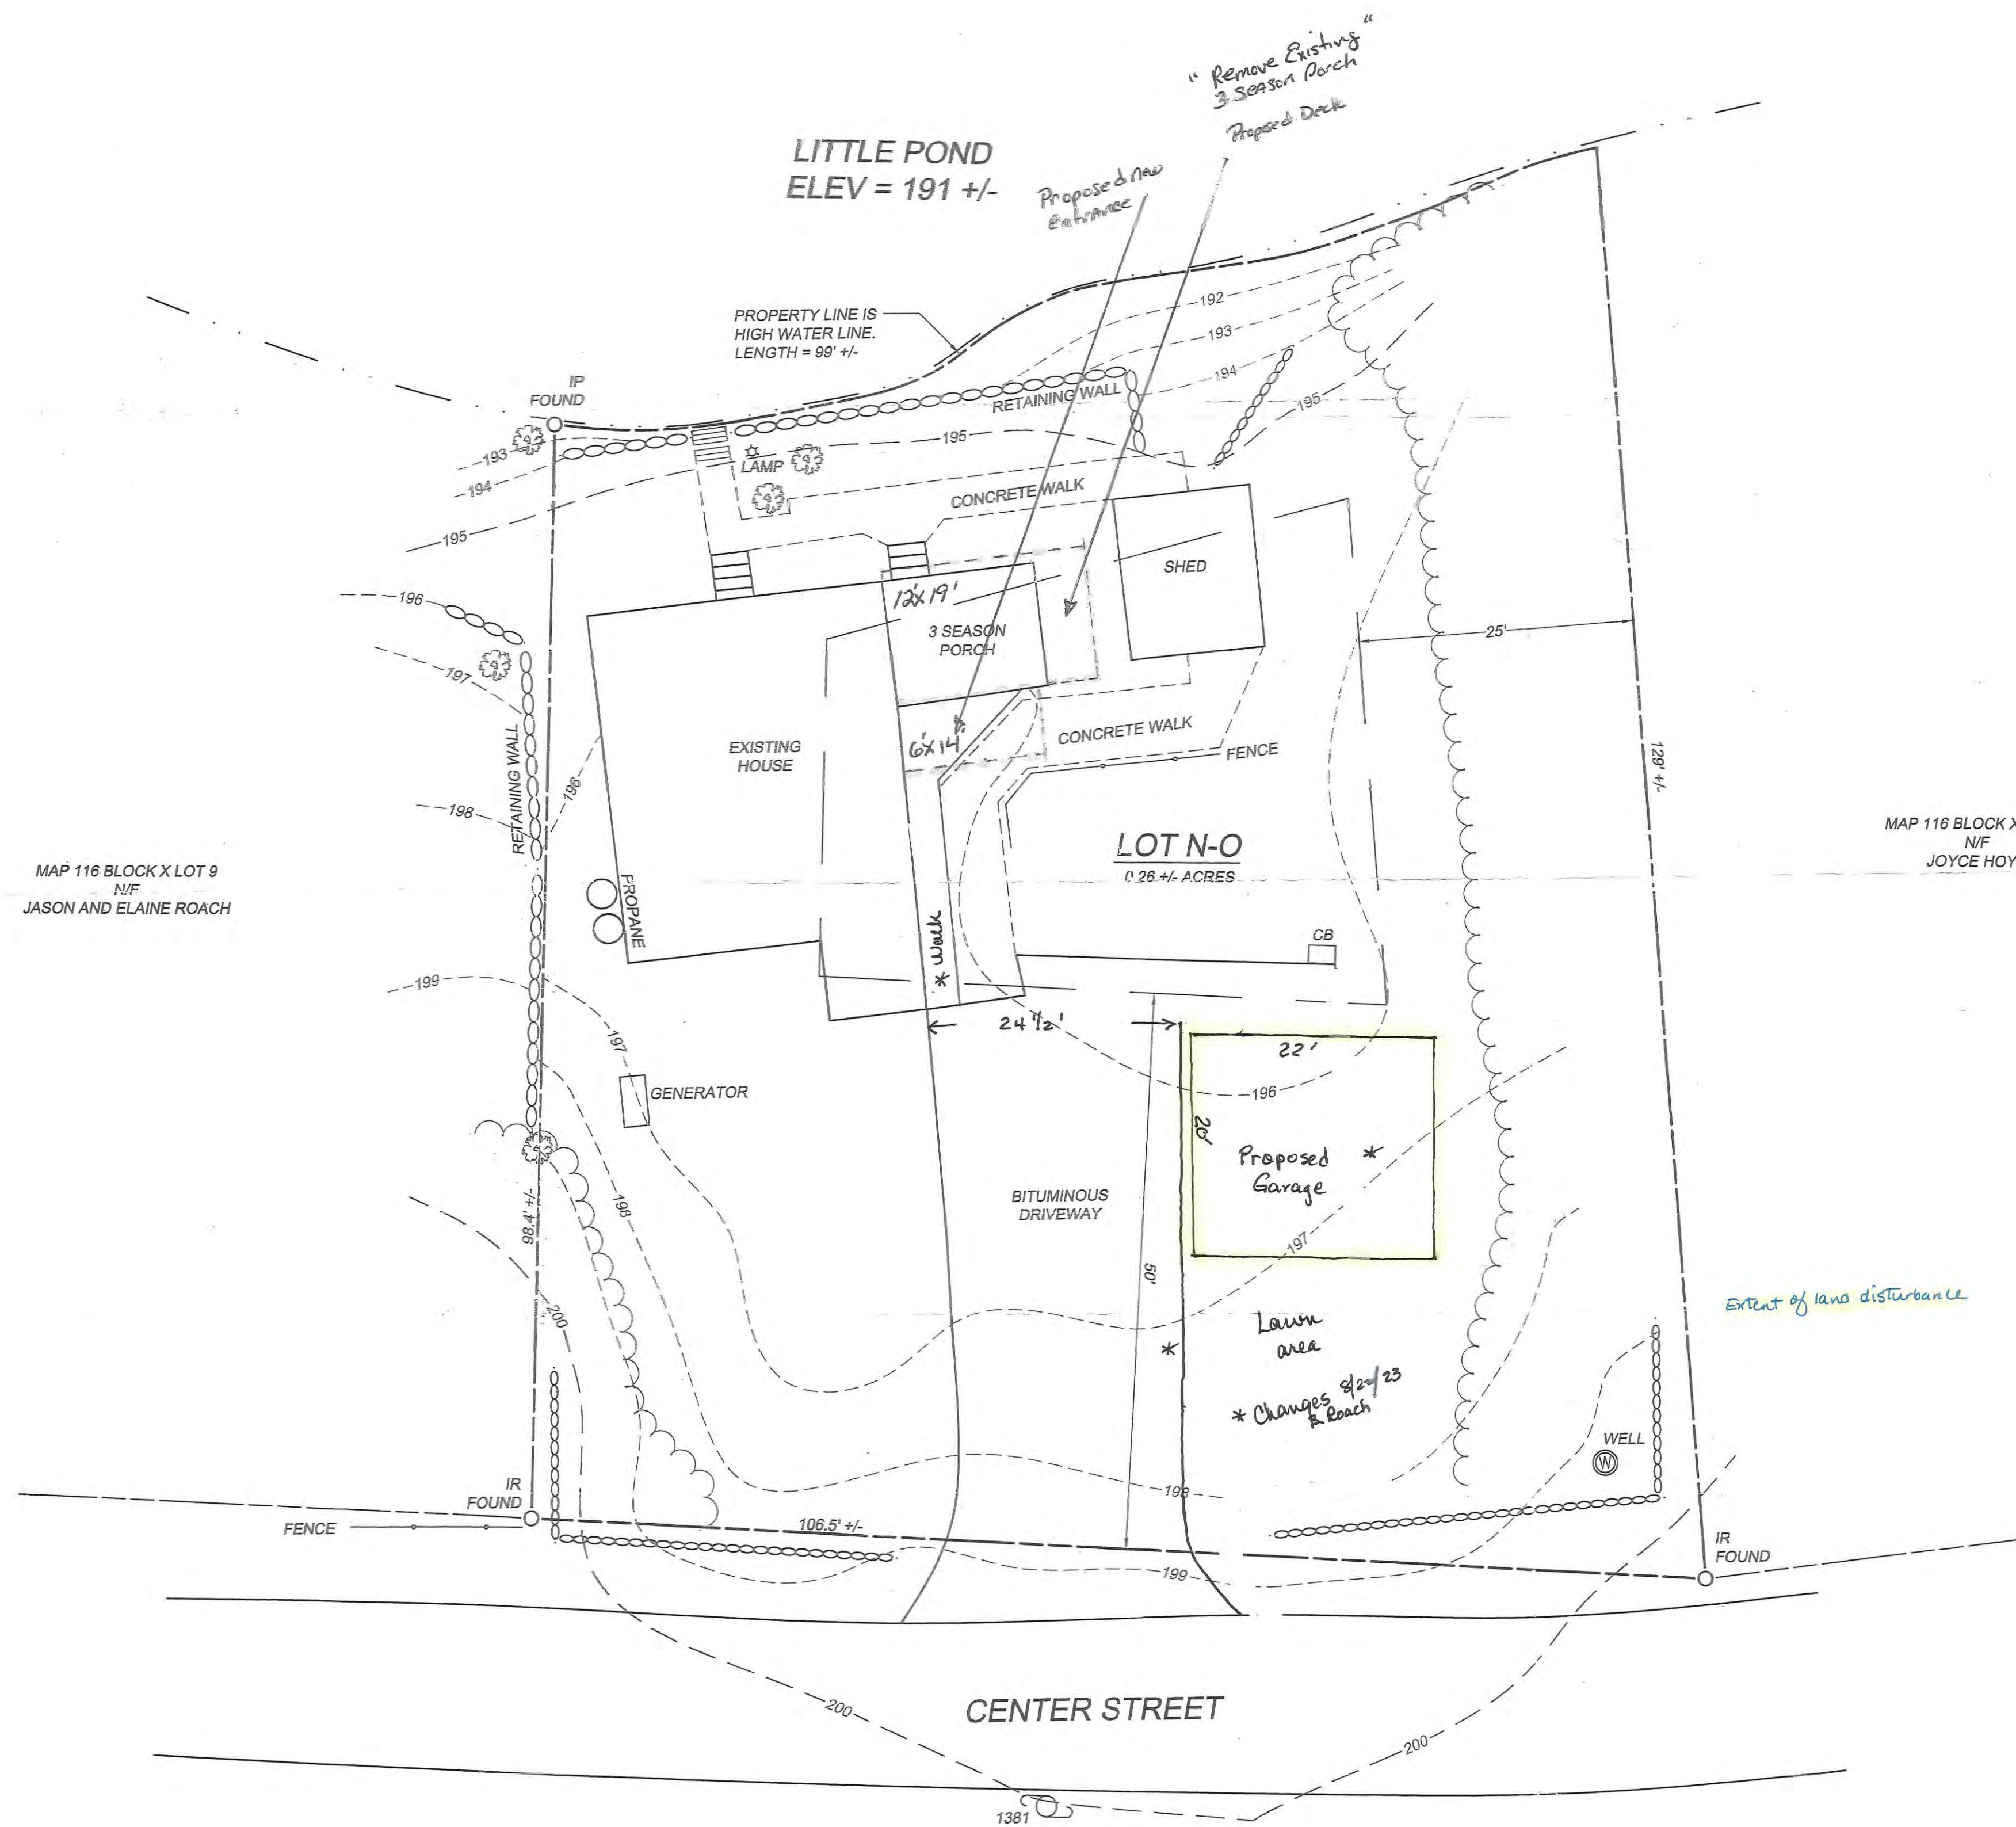 " Remove Existing "
3 Season Porch
Proposed Deck
LITTLE POND
ELEV = 191 +/-
Proposed new
Entrance
192
PROPERTY LINE IS
HIGH WATER LINE.
LENGTH = 99' +/-
193
194
IP
FOUND
RETAINING WALL
195
195
193
LAMP
194
CONCRETE WALK
195
SHED
196
12'x19'
3 SEASON
PORCH
25'
197
6'x14'
CONCRETE WALK
EXISTING
HOUSE
FENCE
RETAINING WALL
196
129' +/-
198
LOT N-O
0.26 +/- ACRES
MAP 116 BLOCK X LOT 9
N/F
JASON AND ELAINE ROACH
MAP 116 BLOCK X
N/F
JOYCE HOY
PROPANE
* Walk
CB
199
24 1/2'
22'
197
GENERATOR
196
20'
Proposed *
Garage
BITUMINOUS
DRIVEWAY
198
98.4' +/-
197
50'
Extent of land disturbance
200
Lawn
area
*
* Changes 8/22/23
B. Roach
WELL
W
198
IR
FOUND
FENCE
106.5' +/-
IR
FOUND
199
200
CENTER STREET
200
1381